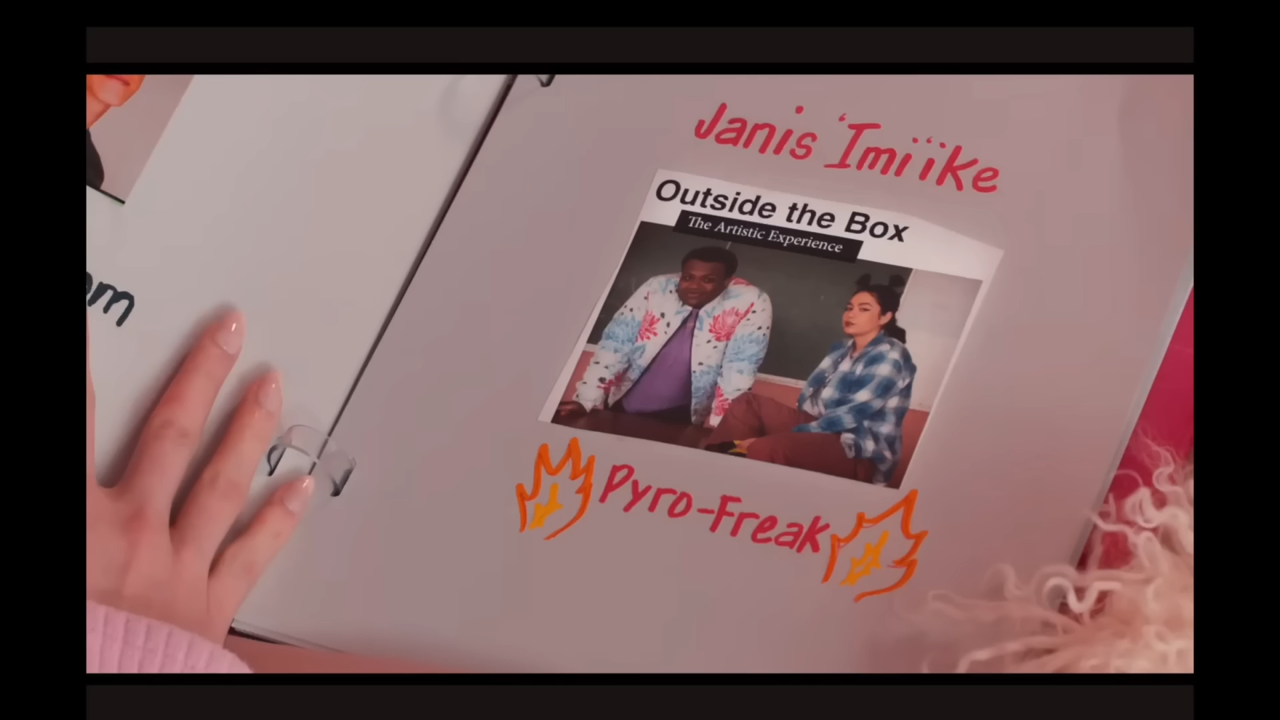 Janis 'Imi'ike
Outside the Box
The Artistic Experience
Pyro-Freak